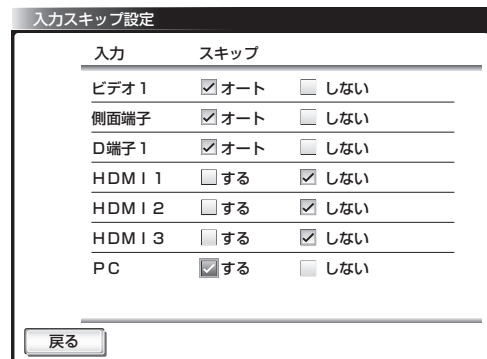 入力スキップ設定
入力 スキップ
ビデオ１ オート しない
側面端子 オート しない
Ｄ端子１ オート しない
ＨＤＭＩ１ する しない
ＨＤＭＩ２ する しない
ＨＤＭＩ３ する しない
ＰＣ する しない
戻る